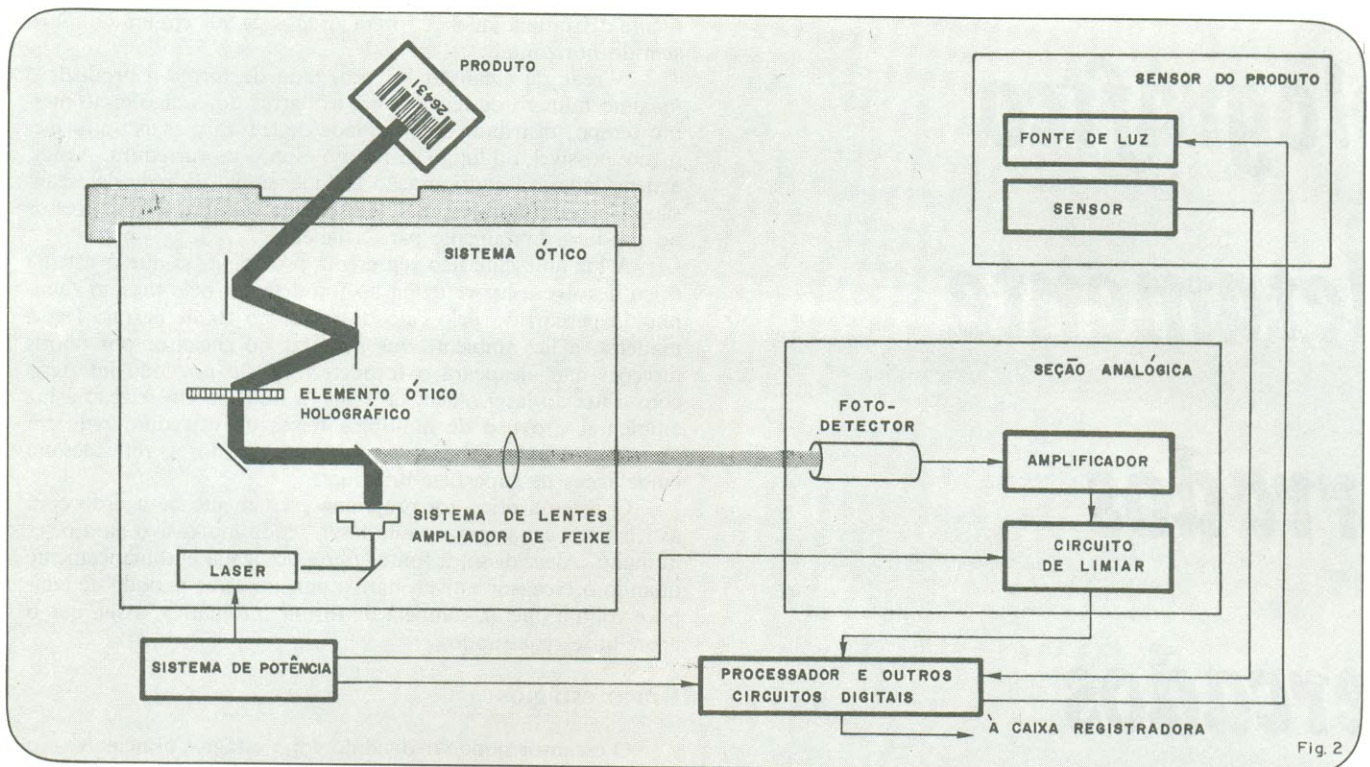 PRODUTO
26431
SISTEMA ÓTICO
ELEMENTO ÓTICO
HOLOGRÁFICO
SISTEMA DE LENTES
AMPLIADOR DE FEIXE
LASER
SISTEMA DE POTÊNCIA
SENSOR DO PRODUTO
FONTE DE LUZ
SENSOR
SEÇÃO ANALÓGICA
FOTO-
DETECTOR
AMPLIFICADOR
CIRCUITO
DE LIMIAR
PROCESSADOR E OUTROS
CIRCUITOS DIGITAIS
À CAIXA REGISTRADORA
Fig. 2